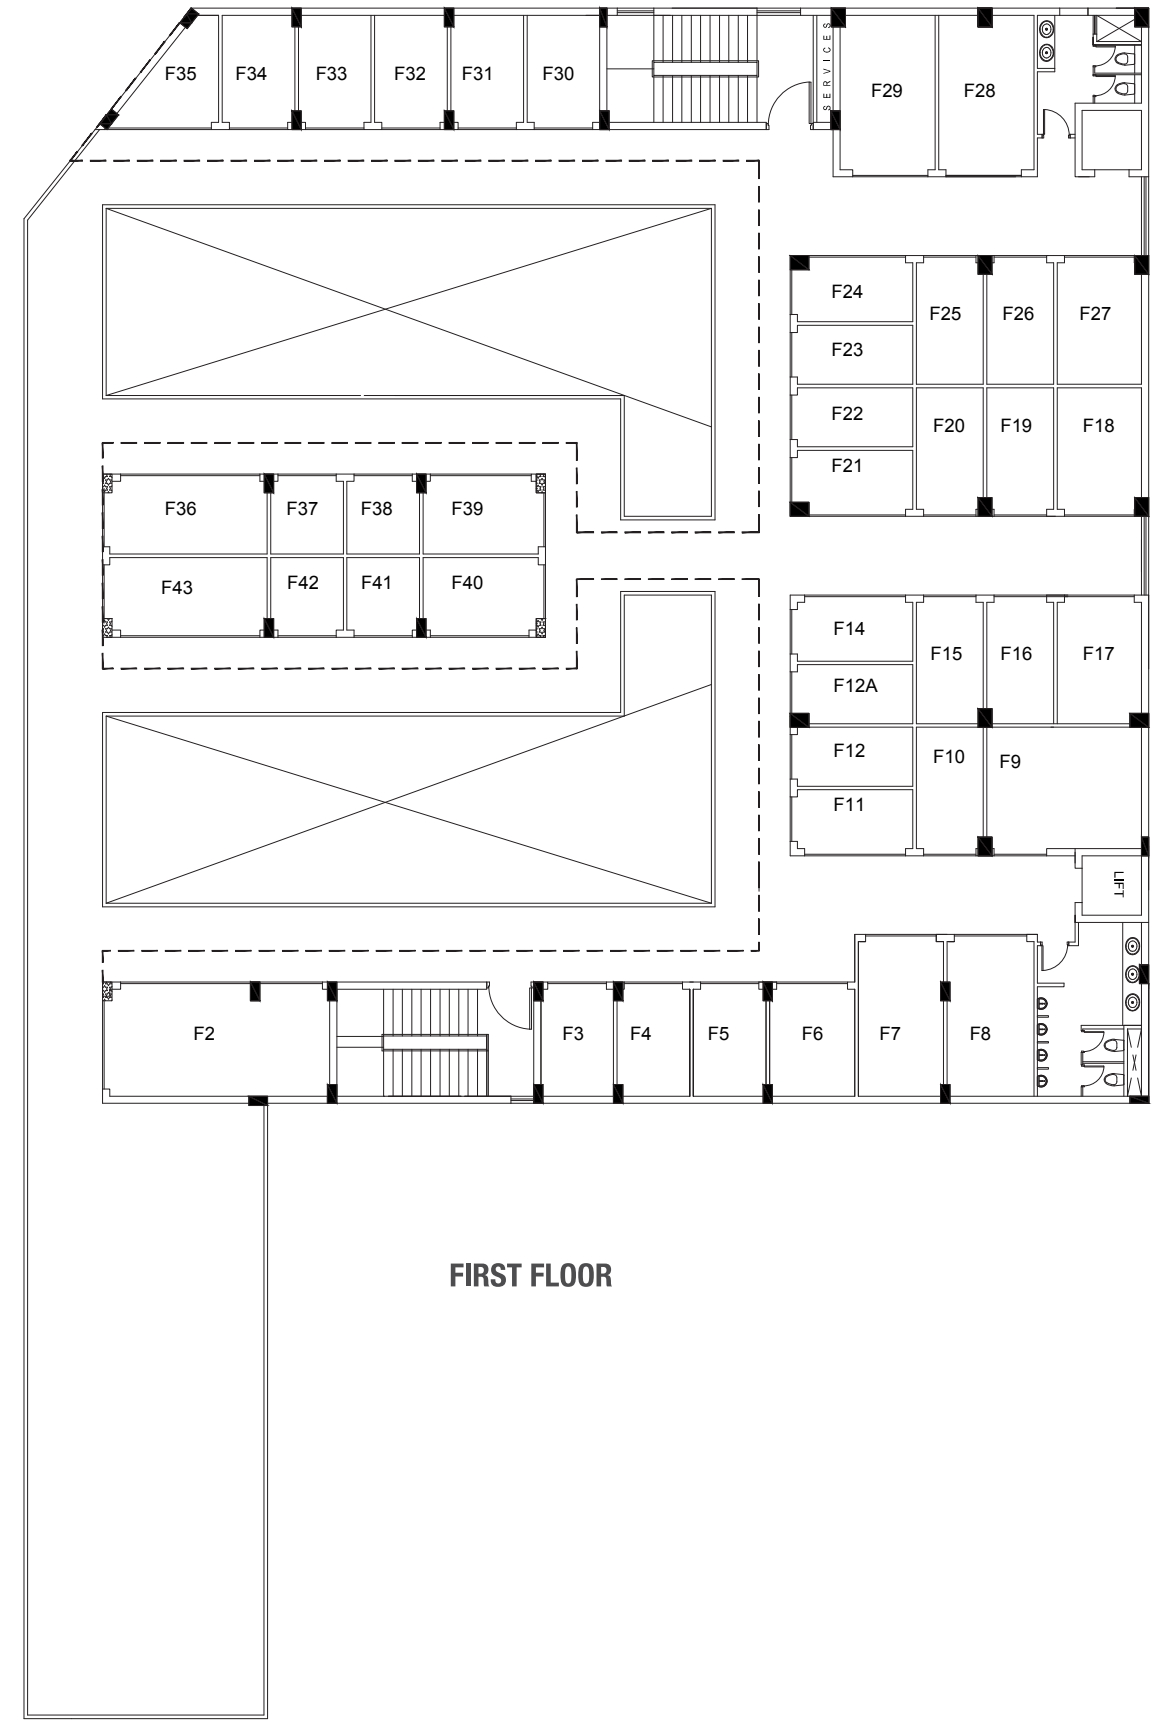 F35 F34 F33 F32 F31 F30
SERVICES
F29 F28
F24
F23
F22
F21
F25 F26 F27
F20 F19 F18
F36 F37 F38 F39
F43 F42 F41 F40
F14
F12A
F12
F11
F15 F16 F17
F10 F9
LIFT
F2
F3 F4 F5 F6 F7 F8
FIRST FLOOR